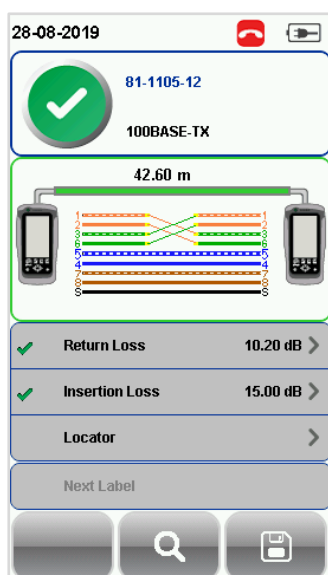 28-08-2019
81-1105-12
100BASE-TX
42.60 m
1 1
2 2
3 3
6 6
5 5
4 4
7 7
8 8
S S
Return Loss 10.20 dB
Insertion Loss 15.00 dB
Locator
Next Label